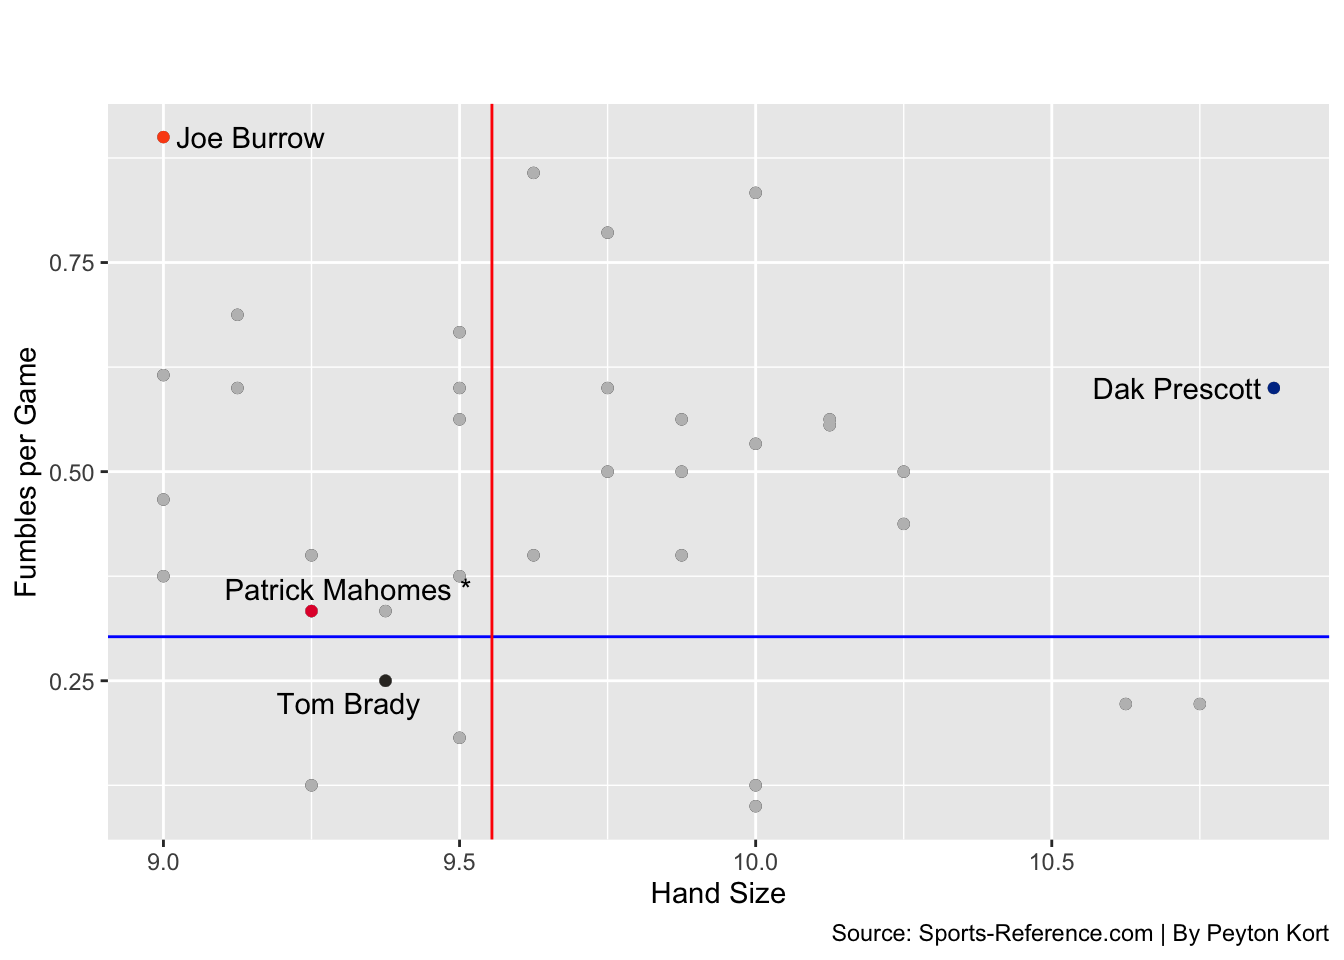 Joe Burrow
0.75
Dak Prescott
Fumbles per Game
0.50
Patrick Mahomes *
0.25
Tom Brady
9.0 9.5 10.0 10.5
Hand Size
Source: Sports-Reference.com | By Peyton Kort